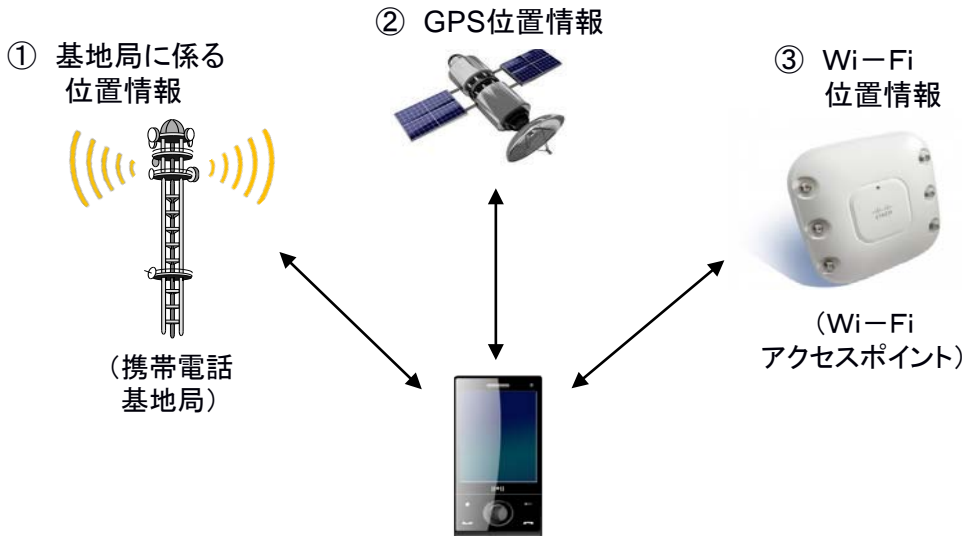 ① 基地局に係る
位置情報
② GPS位置情報
③ Wi-Fi
位置情報
(携帯電話
基地局)
(Wi-Fi
アクセスポイント)